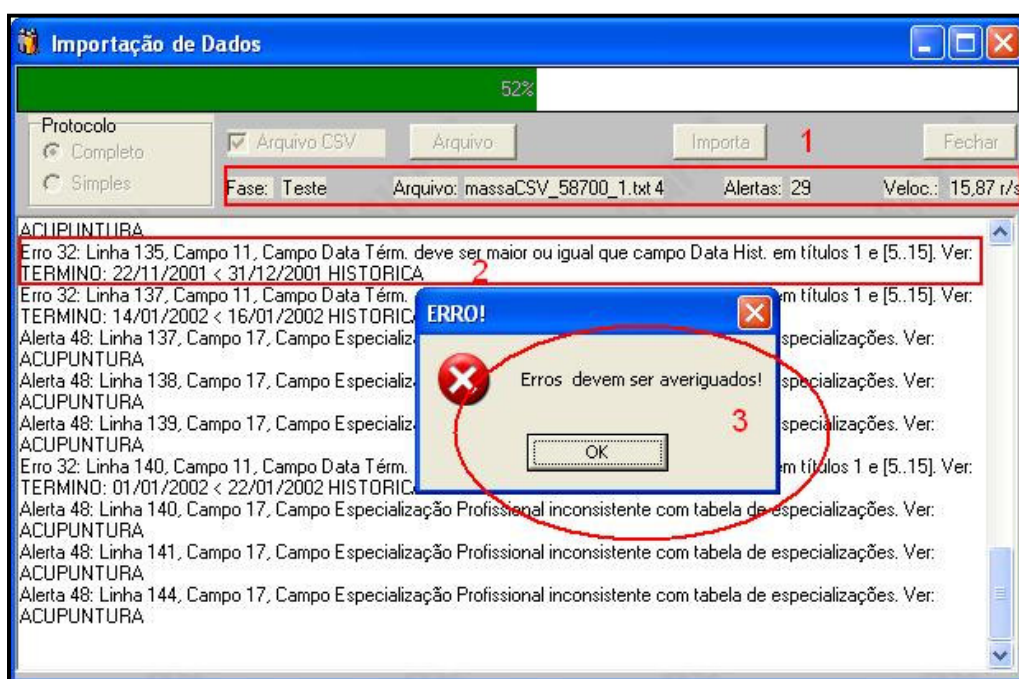 Importação de Dados
52%
Protocolo
Completo
Simples
Arquivo CSV
Arquivo
Importa
1
Fechar
Fase: Teste Arquivo: massaCSV_58700_1.txt 4 Alertas: 29 Veloc.: 15,87 r/s
ACUPUNTURA
Erro 32: Linha 135, Campo 11, Campo Data Térm. deve ser maior ou igual que campo Data Hist. em títulos 1 e [5..15]. Ver:
TERMINO: 22/11/2001 < 31/12/2001 HISTORICA
2
Erro 32: Linha 137, Campo 11, Campo Data Térm. em títulos 1 e [5..15]. Ver:
TERMINO: 14/01/2002 < 16/01/2002 HISTORICA
Alerta 48: Linha 137, Campo 17, Campo Especializ specializações. Ver:
ACUPUNTURA
Alerta 48: Linha 138, Campo 17, Campo Especializ specializações. Ver:
ACUPUNTURA
Alerta 48: Linha 139, Campo 17, Campo Especializ specializações. Ver:
ACUPUNTURA
Erro 32: Linha 140, Campo 11, Campo Data Térm. em títulos 1 e [5..15]. Ver:
TERMINO: 01/01/2002 < 22/01/2002 HISTORICA
Alerta 48: Linha 140, Campo 17, Campo Especialização Profissional inconsistente com tabela de especializações. Ver:
ACUPUNTURA
Alerta 48: Linha 141, Campo 17, Campo Especialização Profissional inconsistente com tabela de especializações. Ver:
ACUPUNTURA
Alerta 48: Linha 144, Campo 17, Campo Especialização Profissional inconsistente com tabela de especializações. Ver:
ACUPUNTURA
ERRO!
Erros devem ser averiguados!
3
OK